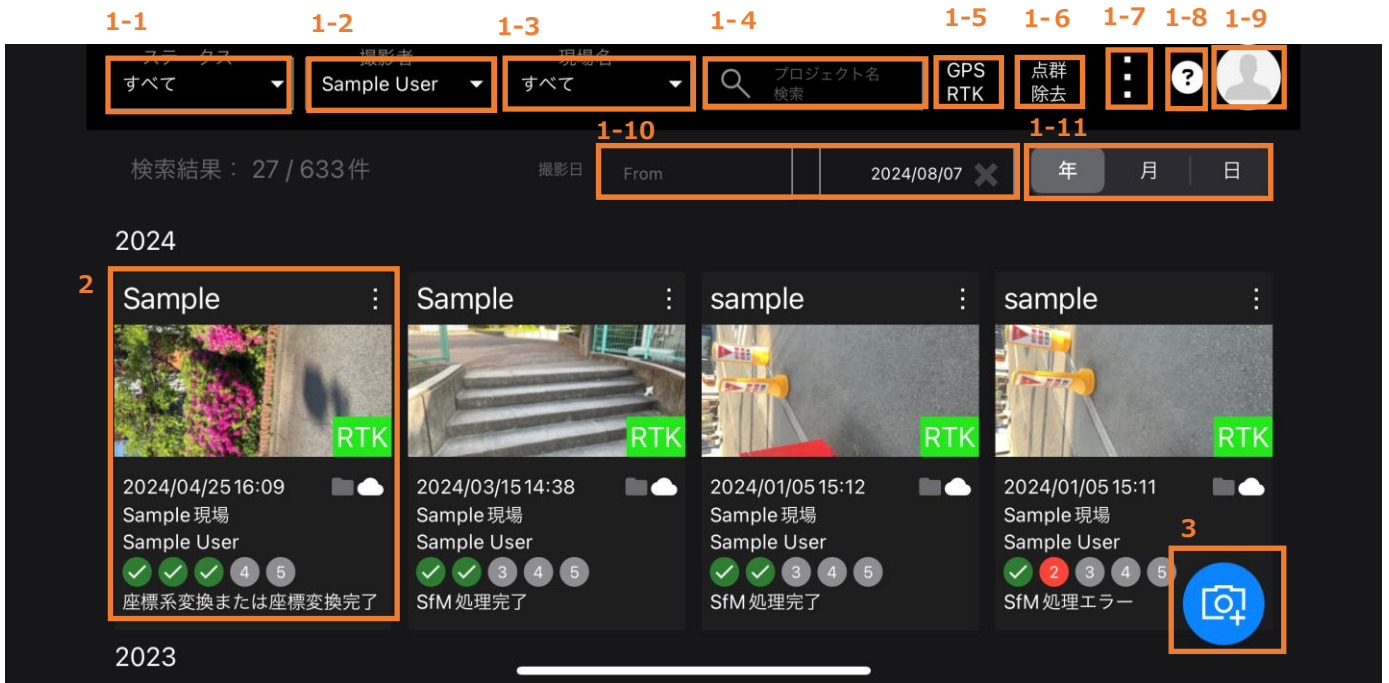 1-1 1-2 1-3 1-4 1-5 1-6 1-7 1-8 1-9
ステータス 撮影者 現場名
すべて Sample User すべて プロジェクト名 GPS 点群 ?
検索 RTK 除去
1-10 1-11
検索結果： 27 / 633件 撮影日 From 2024/08/07 年 月 日
2024
2
Sample Sample sample sample
RTK RTK RTK RTK
2024/04/25 16:09 2024/03/15 14:38 2024/01/05 15:12 2024/01/05 15:11
Sample 現場 Sample 現場 Sample 現場 Sample 現場
3
Sample User Sample User Sample User Sample User
4 5 3 4 5 3 4 5 2 3 4 5
座標系変換または座標変換完了 SfM 処理完了 SfM 処理完了 SfM 処理エラー
2023